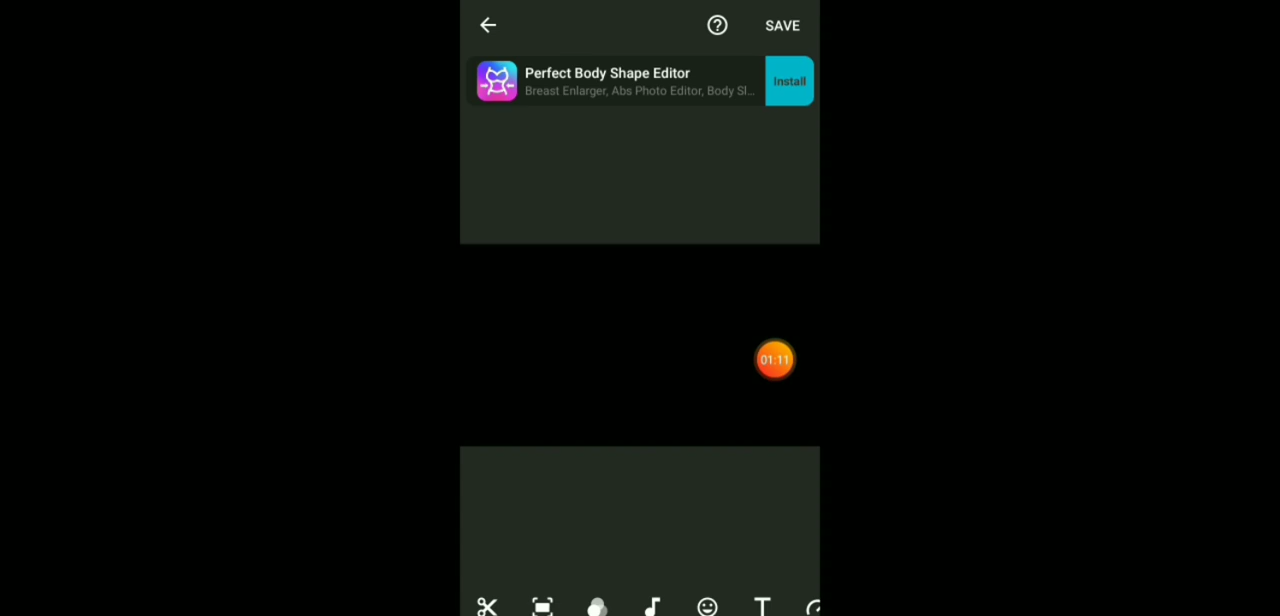 SAVE
Perfect Body Shape Editor
Breast Enlarger, Abs Photo Editor, Body Sl...
Install
01:11